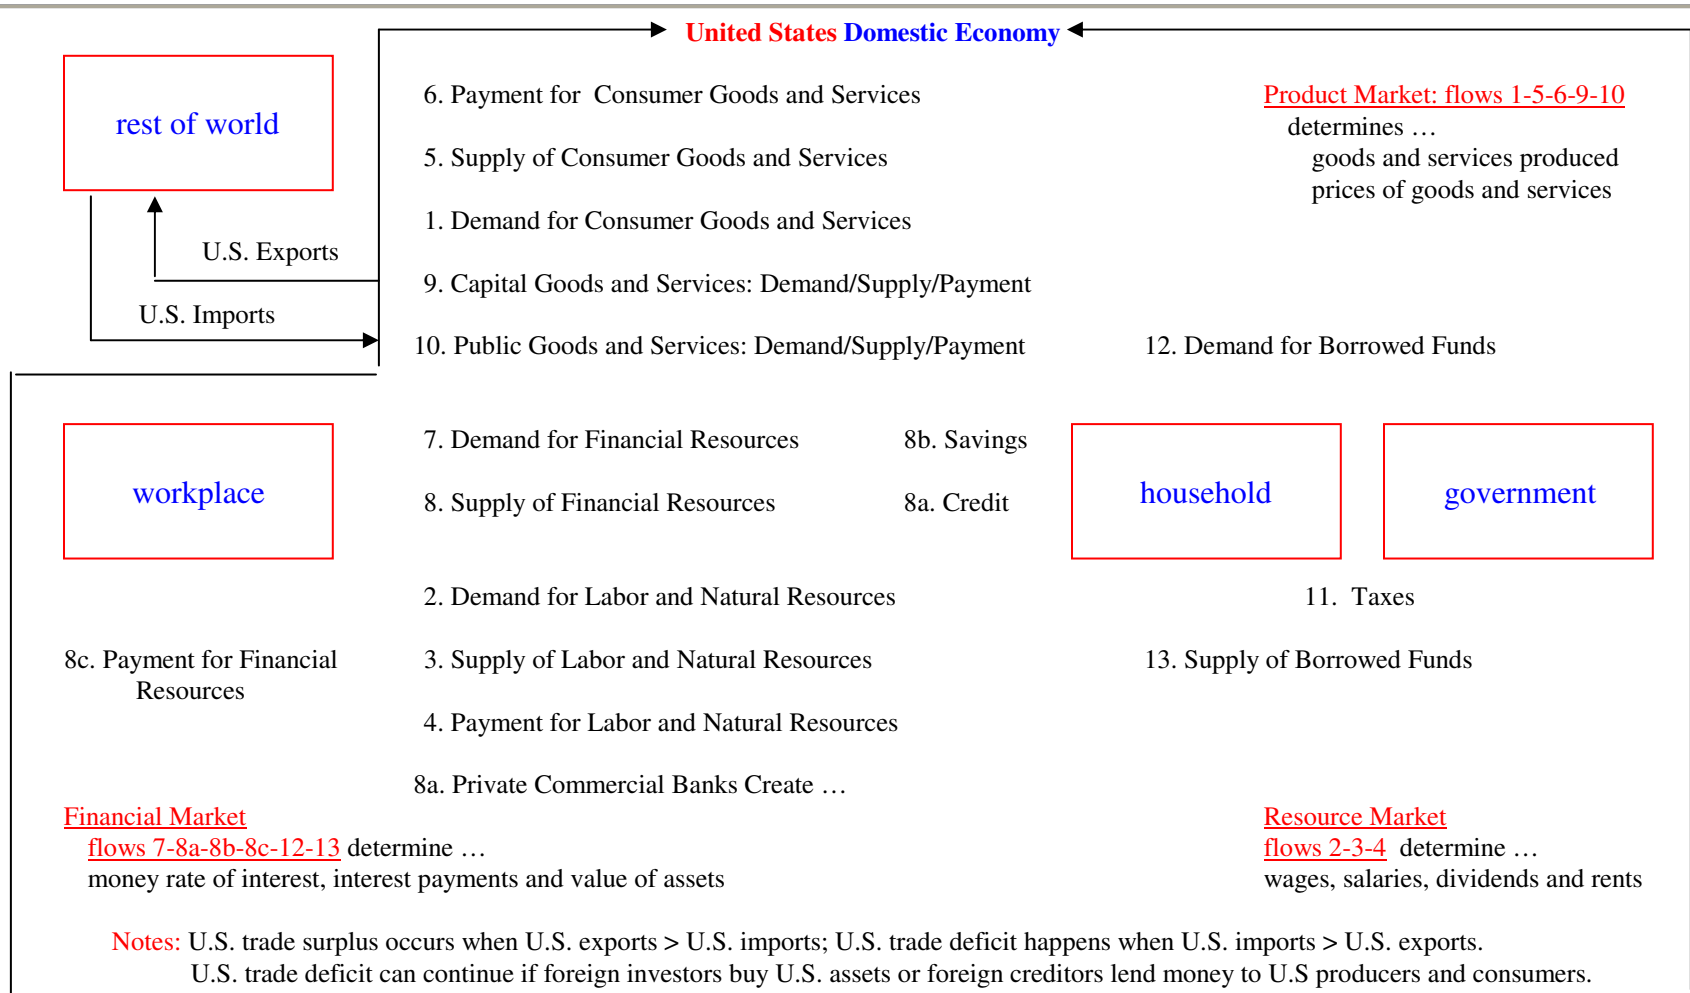 United States Domestic Economy
rest of world
6. Payment for Consumer Goods and Services
Product Market: flows 1-5-6-9-10
determines …
5. Supply of Consumer Goods and Services
goods and services produced
prices of goods and services
1. Demand for Consumer Goods and Services
U.S. Exports
9. Capital Goods and Services: Demand/Supply/Payment
U.S. Imports
10. Public Goods and Services: Demand/Supply/Payment
12. Demand for Borrowed Funds
7. Demand for Financial Resources
8b. Savings
workplace
household
government
8. Supply of Financial Resources
8a. Credit
2. Demand for Labor and Natural Resources
11. Taxes
8c. Payment for Financial
Resources
3. Supply of Labor and Natural Resources
13. Supply of Borrowed Funds
4. Payment for Labor and Natural Resources
8a. Private Commercial Banks Create …
Financial Market
flows 7-8a-8b-8c-12-13 determine …
money rate of interest, interest payments and value of assets
Resource Market
flows 2-3-4 determine …
wages, salaries, dividends and rents
Notes: U.S. trade surplus occurs when U.S. exports > U.S. imports; U.S. trade deficit happens when U.S. imports > U.S. exports.
U.S. trade deficit can continue if foreign investors buy U.S. assets or foreign creditors lend money to U.S producers and consumers.